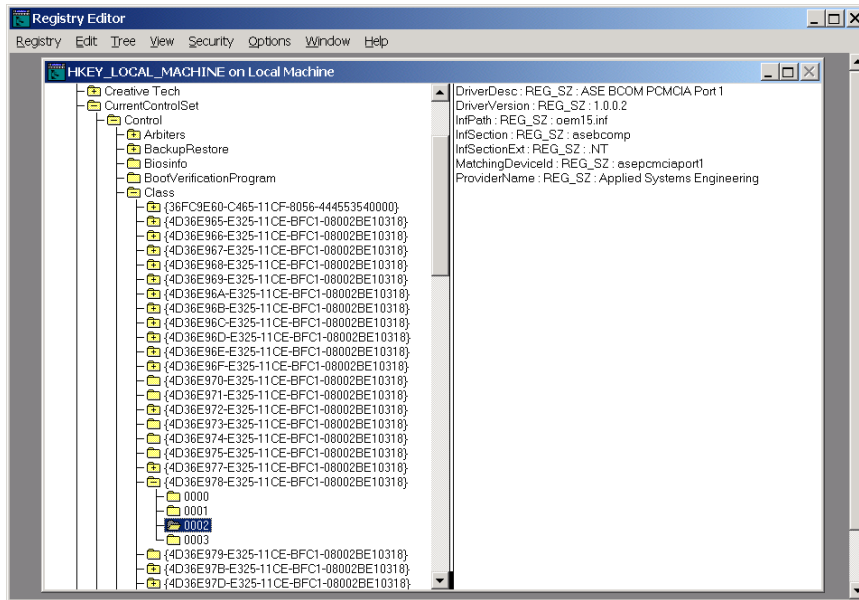 Registry Editor
Registry Edit Tree View Security Options Window Help
HKEY_LOCAL_MACHINE on Local Machine
Creative Tech
CurrentControlSet
Control
Arbiters
BackupRestore
Biosinfo
BootVerificationProgram
Class
{36FC9E60-C465-11CF-8056-444553540000}
{4D36E965-E325-11CE-BFC1-08002BE10318}
{4D36E966-E325-11CE-BFC1-08002BE10318}
{4D36E967-E325-11CE-BFC1-08002BE10318}
{4D36E968-E325-11CE-BFC1-08002BE10318}
{4D36E969-E325-11CE-BFC1-08002BE10318}
{4D36E96A-E325-11CE-BFC1-08002BE10318}
{4D36E96B-E325-11CE-BFC1-08002BE10318}
{4D36E96C-E325-11CE-BFC1-08002BE10318}
{4D36E96D-E325-11CE-BFC1-08002BE10318}
{4D36E96E-E325-11CE-BFC1-08002BE10318}
{4D36E96F-E325-11CE-BFC1-08002BE10318}
{4D36E970-E325-11CE-BFC1-08002BE10318}
{4D36E971-E325-11CE-BFC1-08002BE10318}
{4D36E972-E325-11CE-BFC1-08002BE10318}
{4D36E973-E325-11CE-BFC1-08002BE10318}
{4D36E974-E325-11CE-BFC1-08002BE10318}
{4D36E975-E325-11CE-BFC1-08002BE10318}
{4D36E977-E325-11CE-BFC1-08002BE10318}
{4D36E978-E325-11CE-BFC1-08002BE10318}
0000
0001
0002
0003
{4D36E979-E325-11CE-BFC1-08002BE10318}
{4D36E97B-E325-11CE-BFC1-08002BE10318}
{4D36E97D-E325-11CE-BFC1-08002BE10318}
DriverDesc : REG_SZ : ASE BCOM PCMCIA Port 1
DriverVersion : REG_SZ : 1.0.0.2
InfPath : REG_SZ : oem15.inf
InfSection : REG_SZ : asebcomp
InfSectionExt : REG_SZ : .NT
MatchingDeviceId : REG_SZ : asepcmciaport1
ProviderName : REG_SZ : Applied Systems Engineering